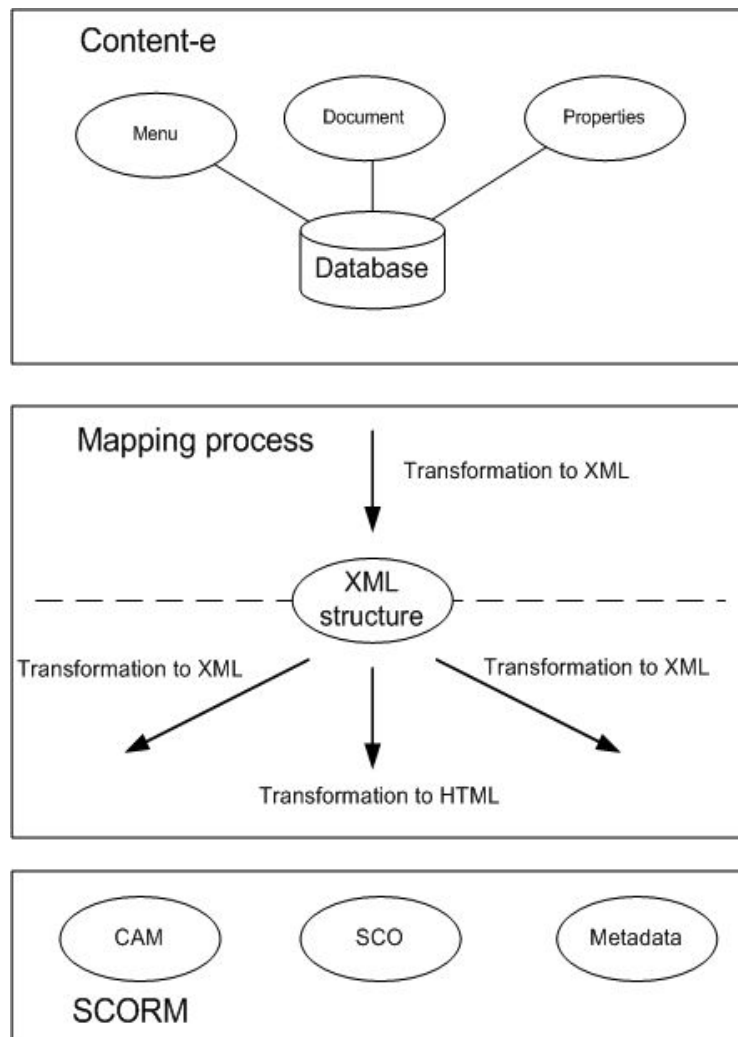 Content-e
Menu
Document
Properties
Database
Mapping process
Transformation to XML
XML
structure
Transformation to XML
Transformation to XML
Transformation to HTML
CAM
SCO
Metadata
SCORM